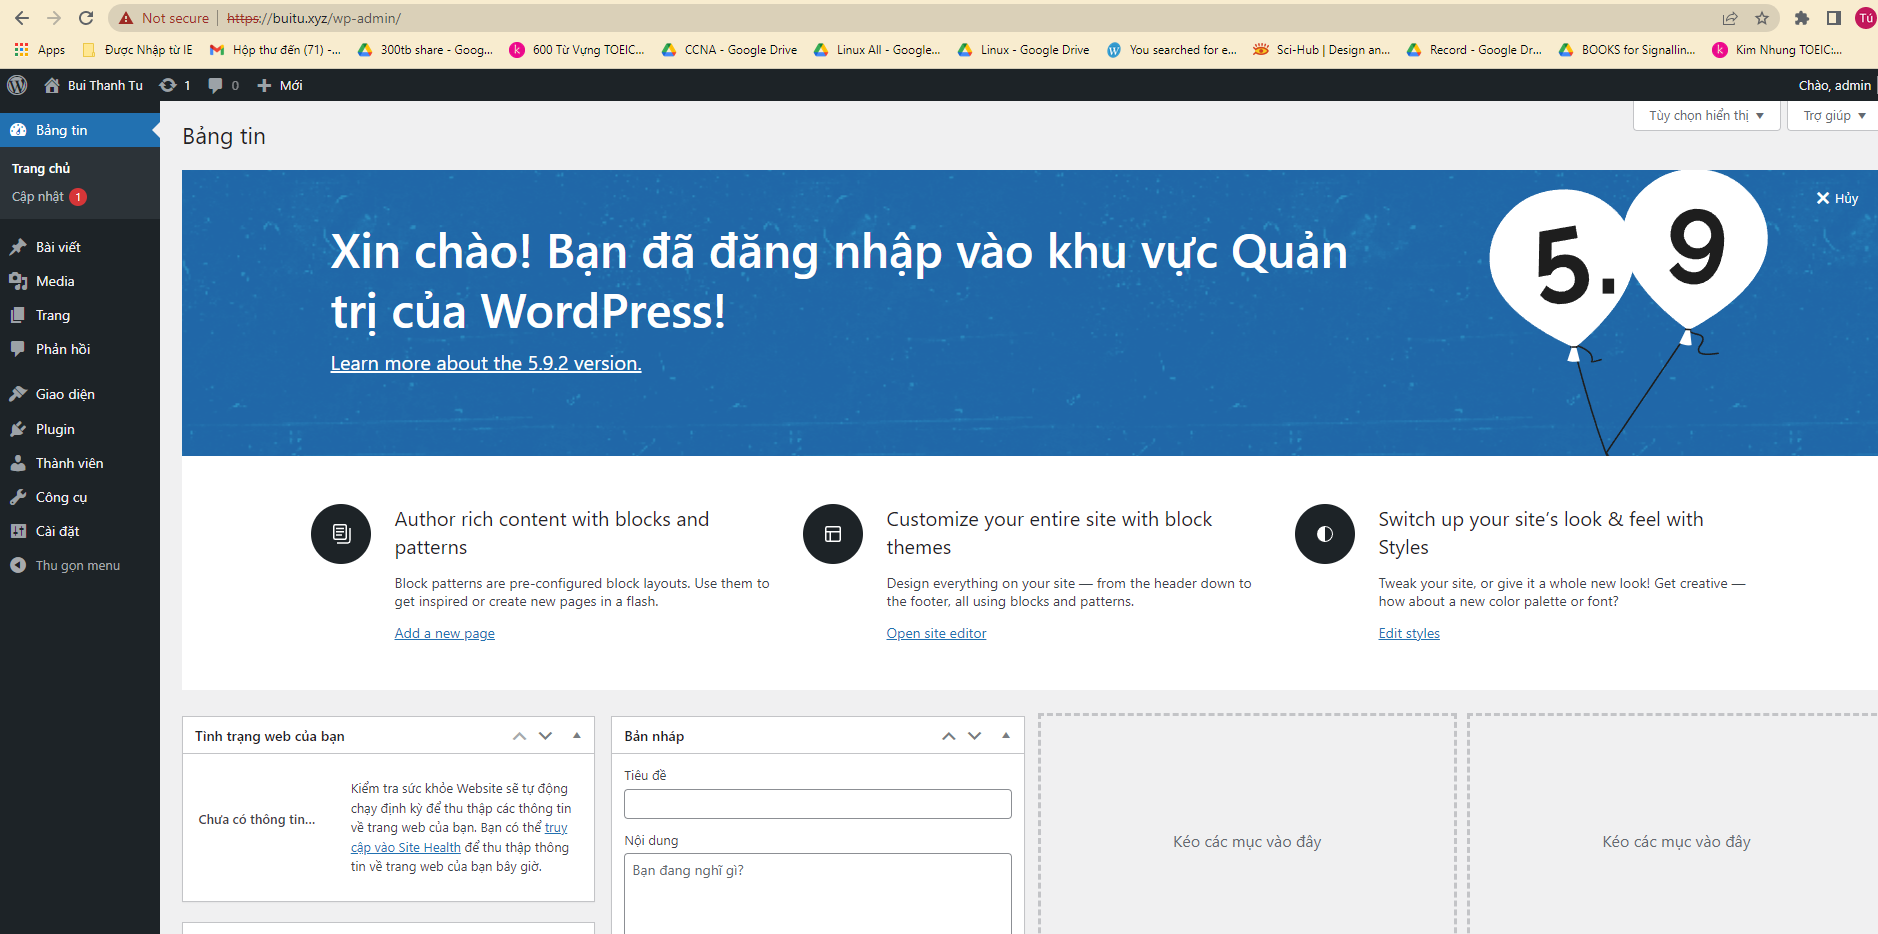 Not secure https://buitu.xyz/wp-admin/ Tú
Apps Được Nhập từ IE Hộp thư đến (71) -... 300tb share - Goog... k 600 Từ Vựng TOEIC... CCNA - Google Drive Linux All - Google... Linux - Google Drive You searched for e... Sci-Hub | Design an... Record - Google Dr... BOOKS for Signallin... k Kim Nhung TOEIC:...
Bui Thanh Tu 1 0 Mới Chào, admin
Tùy chọn hiển thị Trợ giúp
Bảng tin
Trang chủ
Cập nhật 1
Bài viết
Media
Trang
Phản hồi
Giao diện
Plugin
Thành viên
Công cụ
Cài đặt
Thu gọn menu
Bảng tin
Hủy
Xin chào! Bạn đã đăng nhập vào khu vực Quản
trị của WordPress!
Learn more about the 5.9.2 version.
5.9
Author rich content with blocks and
patterns
Block patterns are pre-configured block layouts. Use them to
get inspired or create new pages in a flash.
Add a new page
Customize your entire site with block
themes
Design everything on your site — from the header down to
the footer, all using blocks and patterns.
Open site editor
Switch up your site’s look & feel with
Styles
Tweak your site, or give it a whole new look! Get creative —
how about a new color palette or font?
Edit styles
Tình trạng web của bạn
Chưa có thông tin...
Kiểm tra sức khỏe Website sẽ tự động
chạy định kỳ để thu thập các thông tin
về trang web của bạn. Bạn có thể truy
cập vào Site Health để thu thập thông
tin về trang web của bạn bây giờ.
Bản nháp
Tiêu đề
Nội dung
Bạn đang nghĩ gì?
Kéo các mục vào đây
Kéo các mục vào đây